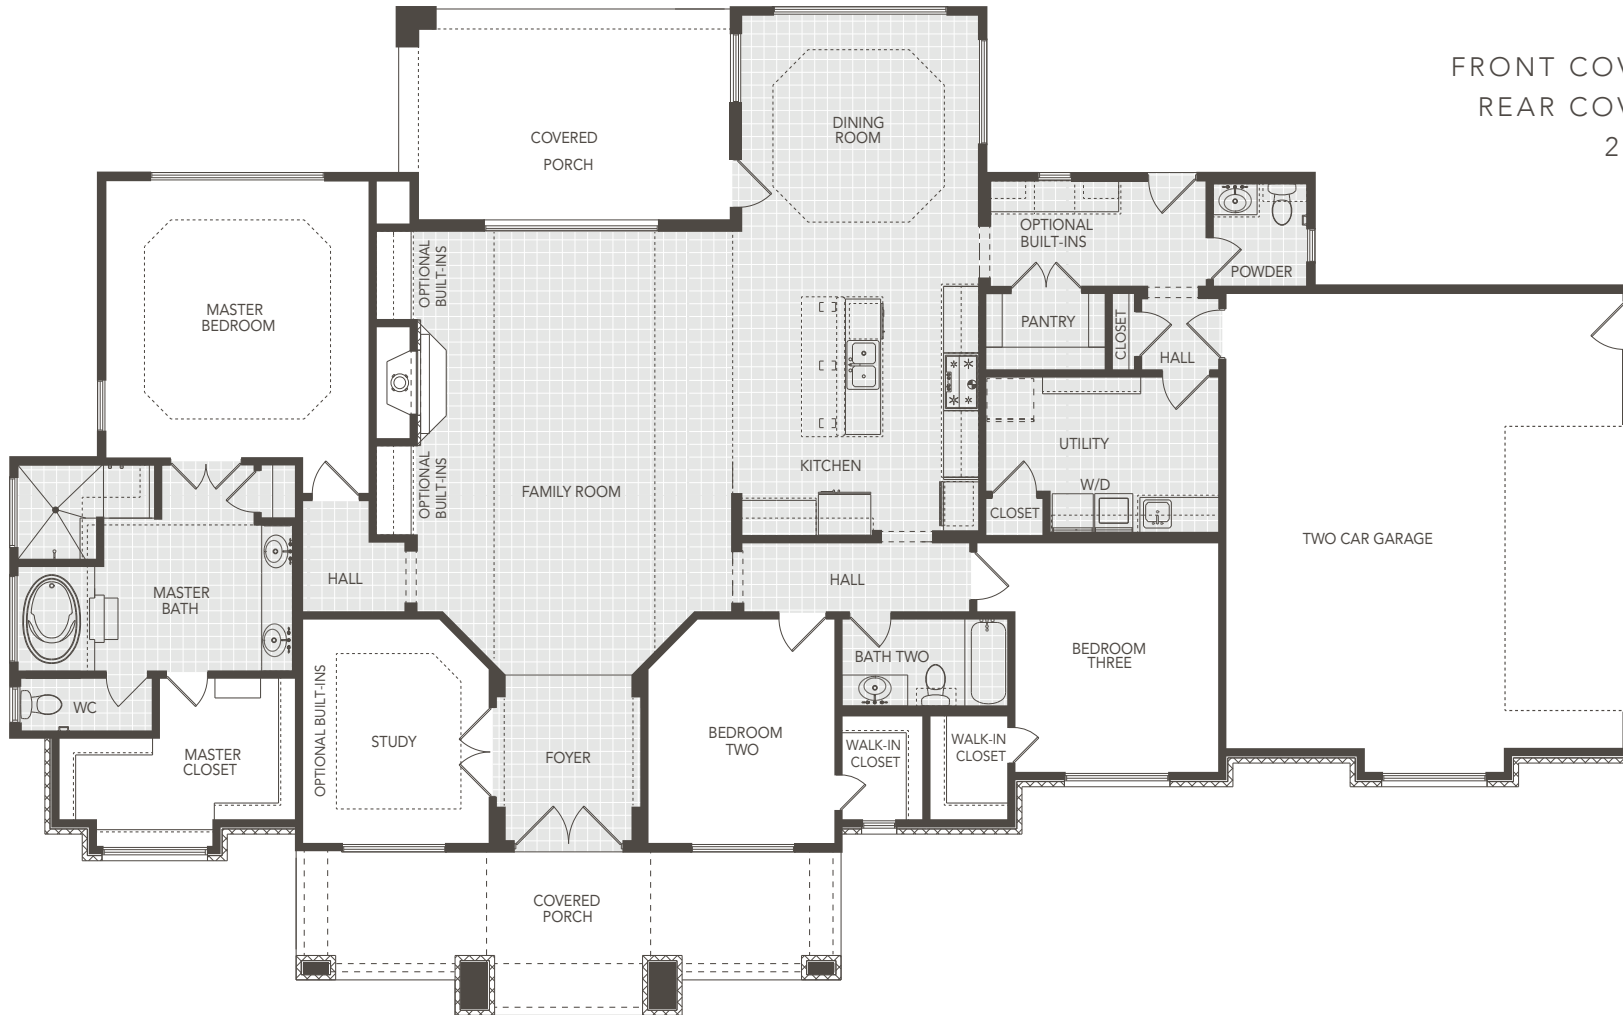 FRONT COV
REAR COV
2
COVERED
PORCH
DINING
ROOM
OPTIONAL
BUILT-INS
OPTIONAL
BUILT-INS
POWDER
MASTER
BEDROOM
PANTRY
CLOSET
HALL
UTILITY
KITCHEN
FAMILY ROOM
OPTIONAL
BUILT-INS
W/D
CLOSET
TWO CAR GARAGE
HALL
HALL
MASTER
BATH
BATH TWO
BEDROOM
THREE
WC
OPTIONAL BUILT-INS
STUDY
FOYER
BEDROOM
TWO
WALK-IN
CLOSET
WALK-IN
CLOSET
MASTER
CLOSET
COVERED
PORCH